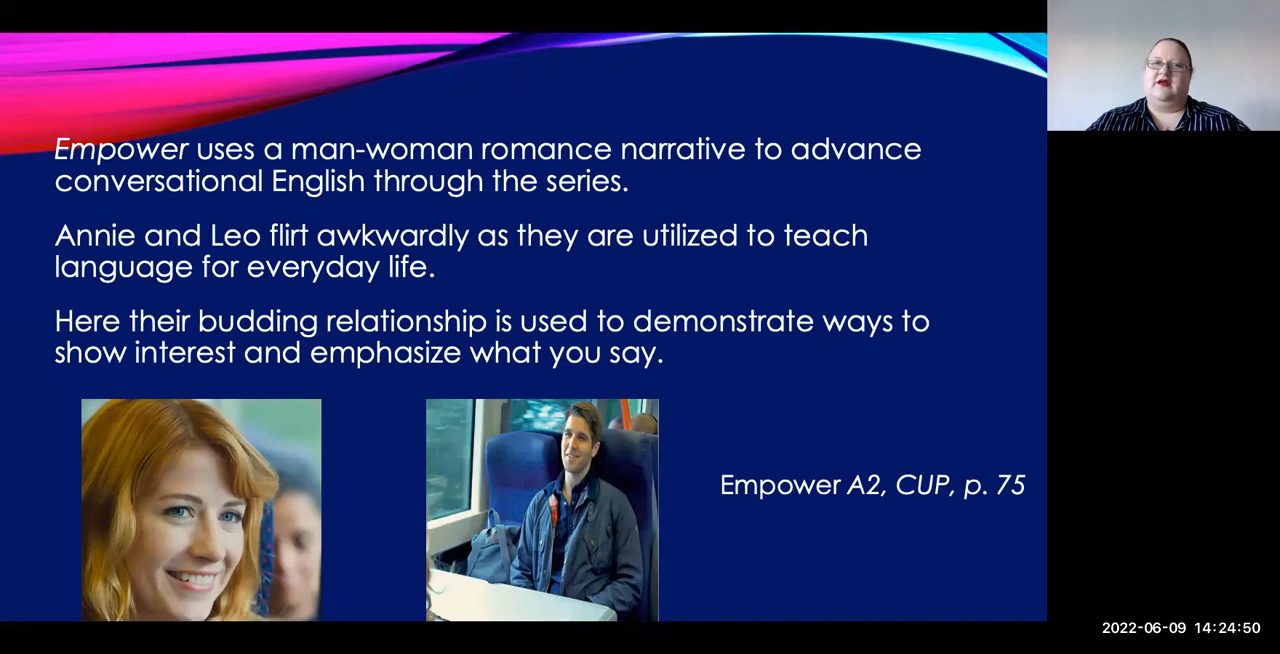 Empower uses a man-woman romance narrative to advance
conversational English through the series.
Annie and Leo flirt awkwardly as they are utilized to teach
language for everyday life.
Here their budding relationship is used to demonstrate ways to
show interest and emphasize what you say.
Empower A2, CUP, p. 75
2022-06-09 14:24:50